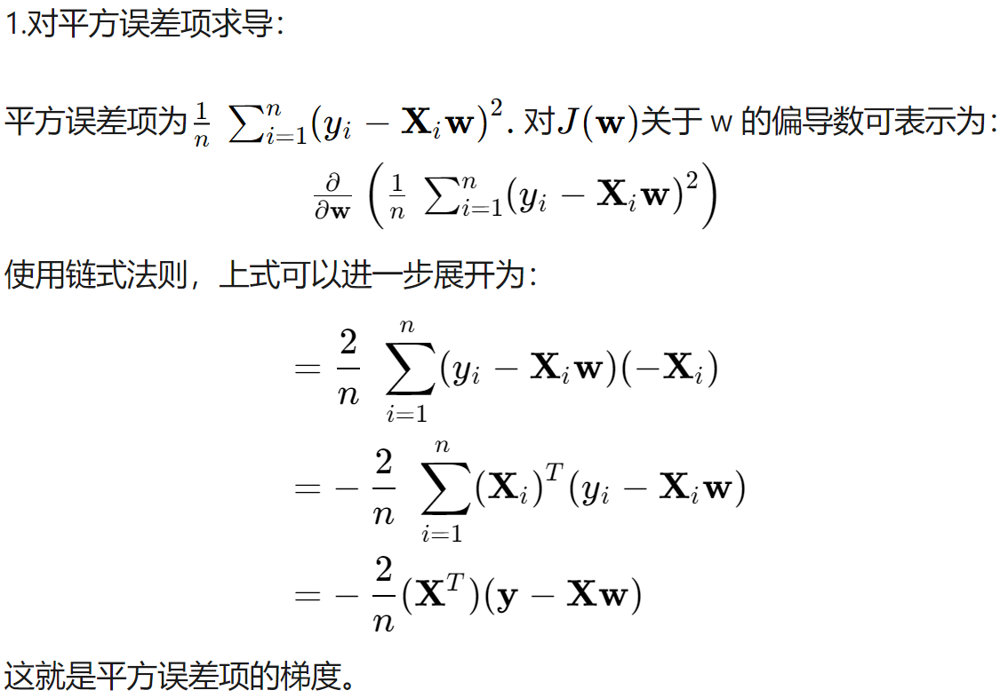 1.对平方误差项求导：
平方误差项为 $\frac{1}{n} \sum_{i=1}^{n} (y_i - \mathbf{X}_i \mathbf{w})^2$. 对$J(\mathbf{w})$关于 w 的偏导数可表示为：
$\frac{\partial}{\partial \mathbf{w}} \left( \frac{1}{n} \sum_{i=1}^{n} (y_i - \mathbf{X}_i \mathbf{w})^2 \right)$
使用链式法则，上式可以进一步展开为：
$= \frac{2}{n} \sum_{i=1}^{n} (y_i - \mathbf{X}_i \mathbf{w})(-\mathbf{X}_i)$
$= -\frac{2}{n} \sum_{i=1}^{n} (\mathbf{X}_i)^T (y_i - \mathbf{X}_i \mathbf{w})$
$= -\frac{2}{n} (\mathbf{X}^T)(\mathbf{y} - \mathbf{X}\mathbf{w})$
这就是平方误差项的梯度。